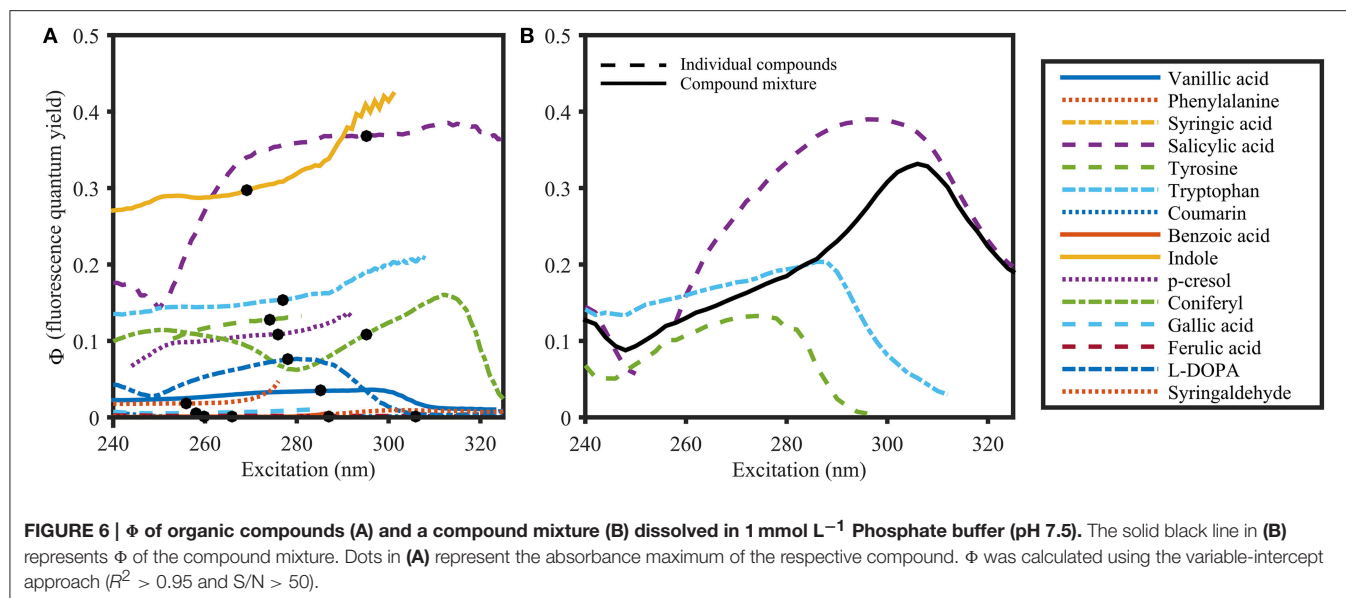 A
B
0.5
0.4
0.3
0.2
0.1
0
Φ (fluorescence quantum yield)
240
260
280
300
320
Excitation (nm)
0.5
0.4
0.3
0.2
0.1
0
240
260
280
300
320
Excitation (nm)
Individual compounds
Compound mixture
Vanillic acid
Phenylalanine
Syringic acid
Salicylic acid
Tyrosine
Tryptophan
Coumarin
Benzoic acid
Indole
p-cresol
Coniferyl
Gallic acid
Ferulic acid
L-DOPA
Syringaldehyde
FIGURE 6 | Φ of organic compounds (A) and a compound mixture (B) dissolved in 1 mmol L⁻¹ Phosphate buffer (pH 7.5). The solid black line in (B)
represents Φ of the compound mixture. Dots in (A) represent the absorbance maximum of the respective compound. Φ was calculated using the variable-intercept
approach (R² > 0.95 and S/N > 50).